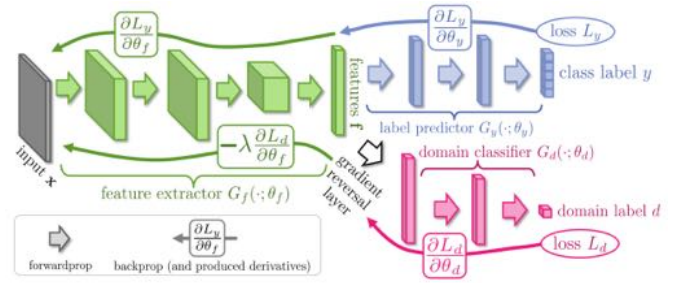 ∂L_y/∂θ_f
∂L_y/∂θ_y
loss L_y
input x
features f
class label y
label predictor G_y(·;θ_y)
−λ ∂L_d/∂θ_f
feature extractor G_f(·;θ_f)
gradient
reversal
layer
domain classifier G_d(·;θ_d)
domain label d
∂L_d/∂θ_d
loss L_d
forwardprop
∂L_y/∂θ_f
backprop (and produced derivatives)